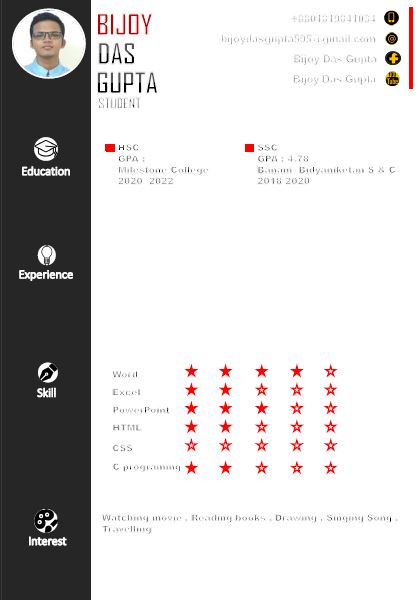 BIJOY
DAS
GUPTA
STUDENT
bijoydasgupta505@gmail.com
Bijoy Das Gupta
Bijoy Das Gupta
Education
HSC
GPA :
Milestone College
2020-2022
SSC
GPA : 4.78
Banani Bidyaniketan S & C
2018-2020
Experience
Skill
Word
Excel
PowerPoint
HTML
CSS
C programing
Interest
Watching movie , Reading books , Drawing , Singing Song ,
Travelling